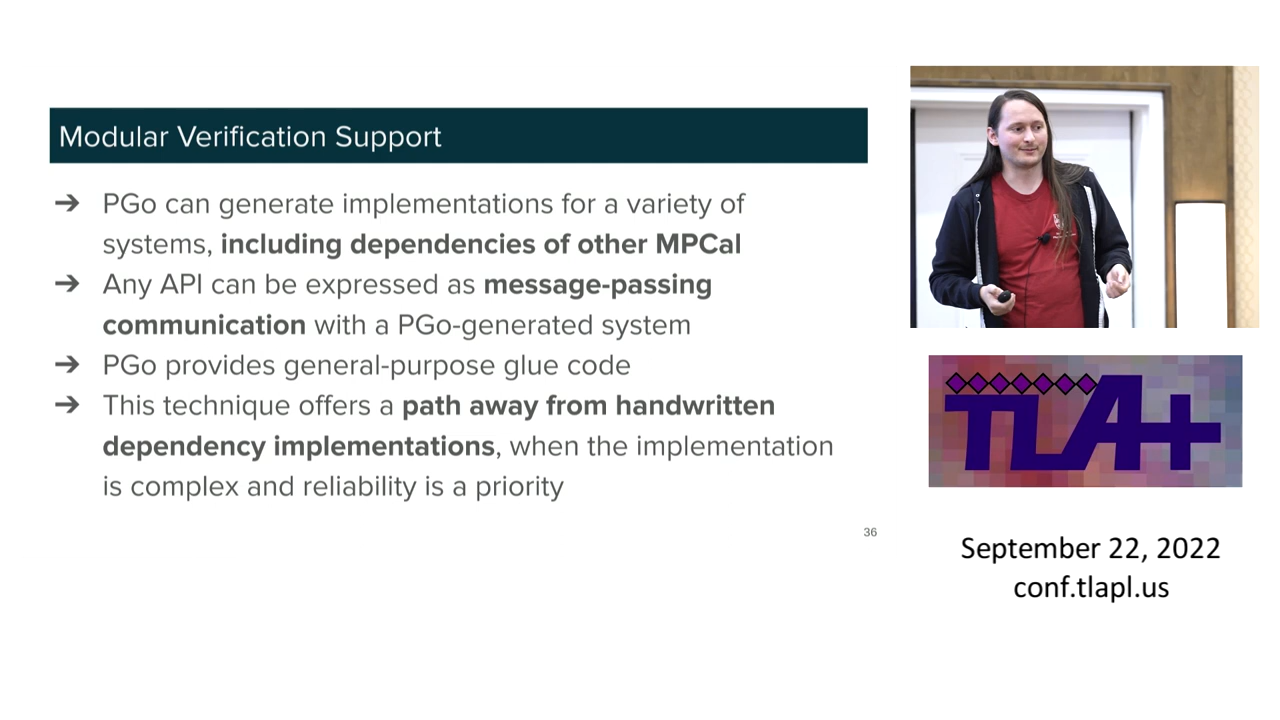 Modular Verification Support
➔ PGo can generate implementations for a variety of
systems, including dependencies of other MPCal
➔ Any API can be expressed as message-passing
communication with a PGo-generated system
➔ PGo provides general-purpose glue code
➔ This technique offers a path away from handwritten
dependency implementations, when the implementation
is complex and reliability is a priority
36
TLA+
September 22, 2022
conf.tlapl.us